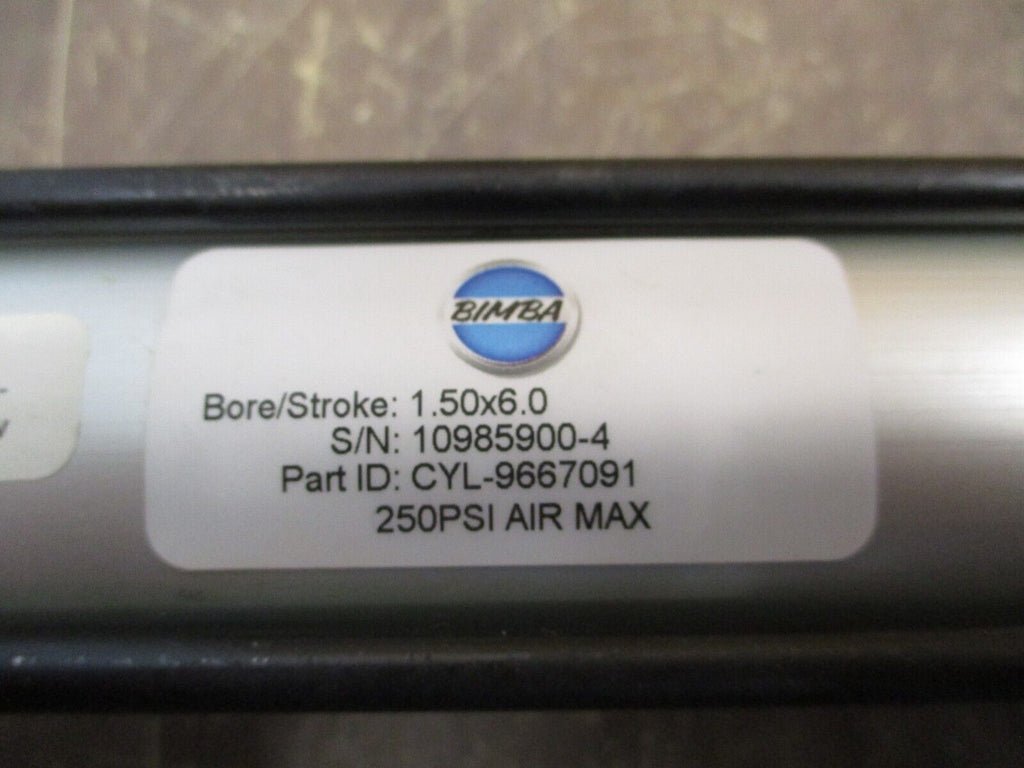 BIMBA
Bore/Stroke: 1.50x6.0
S/N: 10985900-4
Part ID: CYL-9667091
250PSI AIR MAX